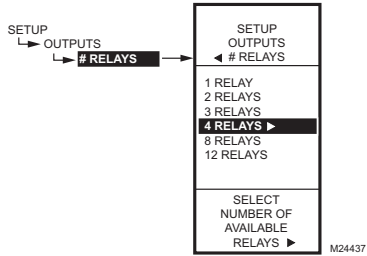 SETUP
OUTPUTS
# RELAYS
SETUP
OUTPUTS
◄ # RELAYS
1 RELAY
2 RELAYS
3 RELAYS
4 RELAYS ►
8 RELAYS
12 RELAYS
SELECT
NUMBER OF
AVAILABLE
RELAYS ►
M24437